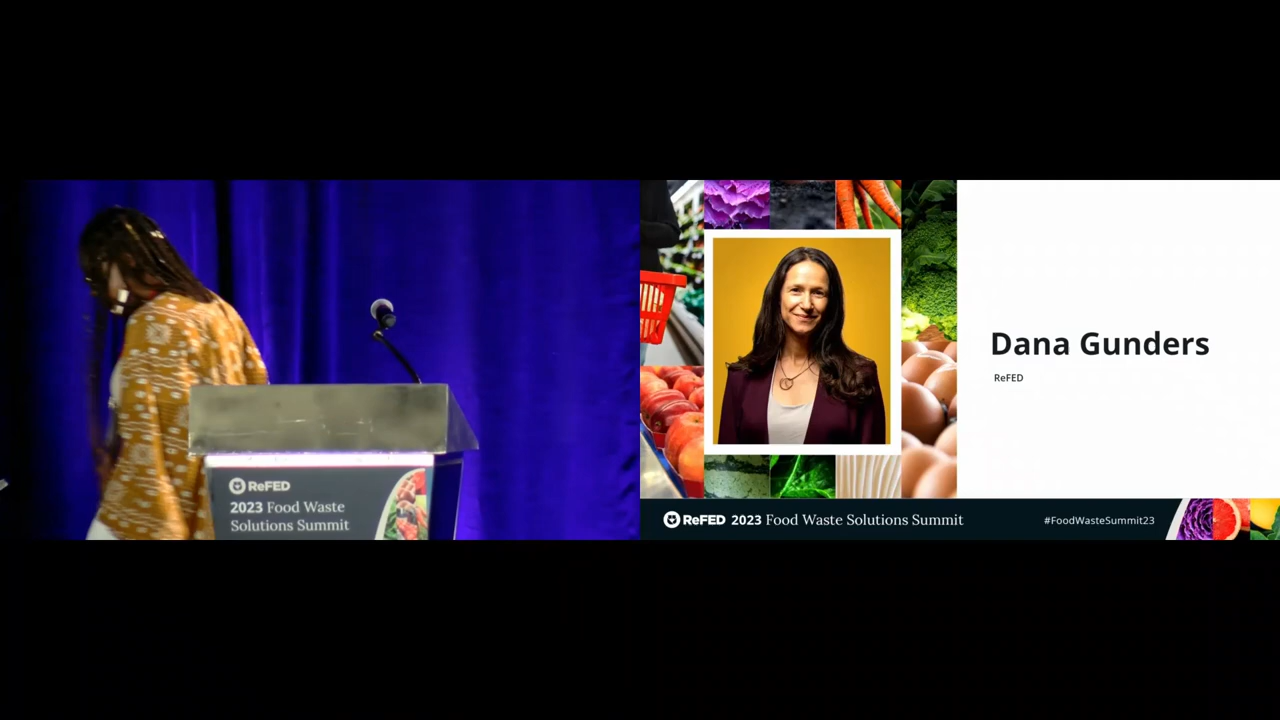 ReFED
2023 Food Waste
Solutions Summit
Dana Gunders
ReFED
ReFED 2023 Food Waste Solutions Summit
#FoodWasteSummit23